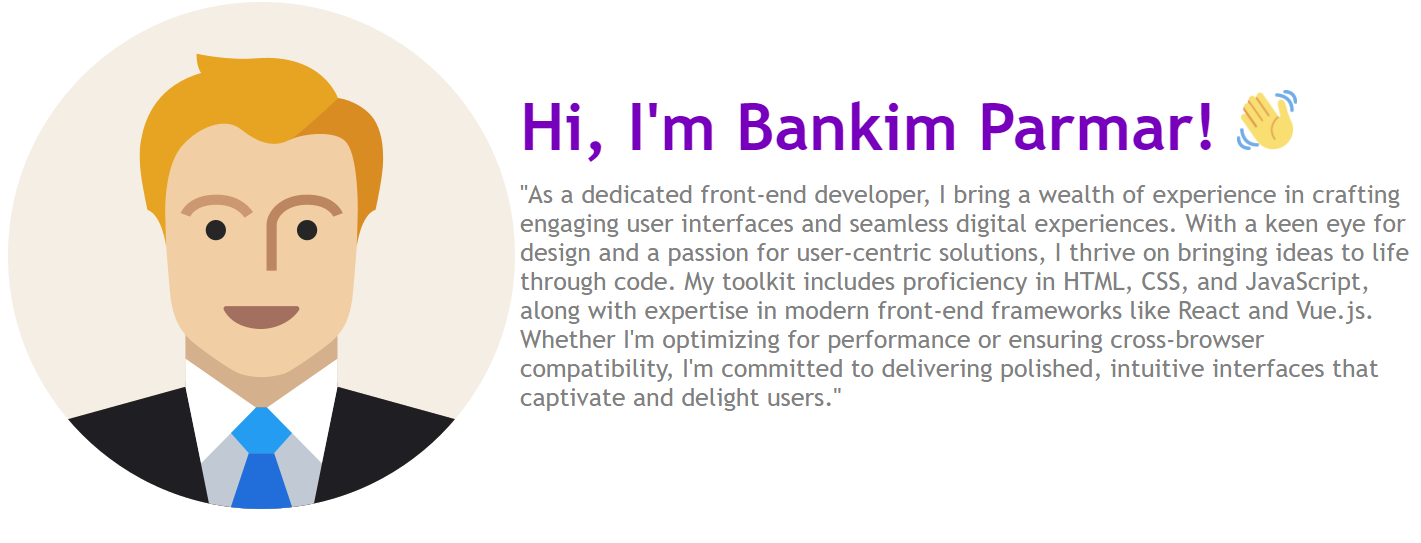 Hi, I'm Bankim Parmar! 👋
"As a dedicated front-end developer, I bring a wealth of experience in crafting
engaging user interfaces and seamless digital experiences. With a keen eye for
design and a passion for user-centric solutions, I thrive on bringing ideas to life
through code. My toolkit includes proficiency in HTML, CSS, and JavaScript,
along with expertise in modern front-end frameworks like React and Vue.js.
Whether I'm optimizing for performance or ensuring cross-browser
compatibility, I'm committed to delivering polished, intuitive interfaces that
captivate and delight users."